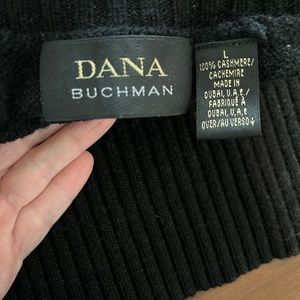 DANA
BUCHMAN
L
100% CASHMERE/
CACHEMIRE
MADE IN
DUBAI, U.A.E./
FABRIQUÉ À
DUBAI, U.A.E
OVER/AU VERSO↓